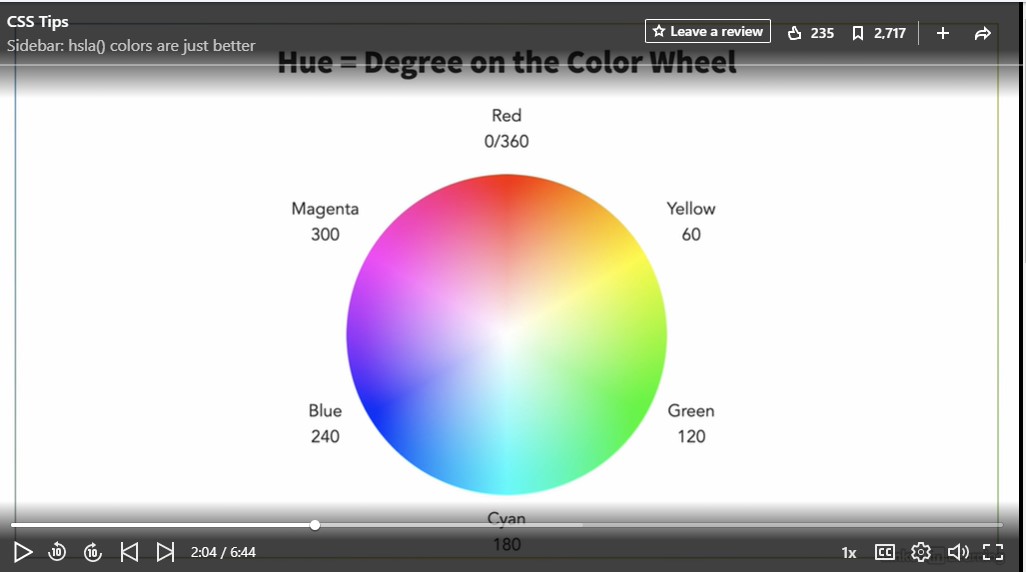 CSS Tips
Sidebar: hsla() colors are just better
Leave a review
235
2,717
Hue = Degree on the Color Wheel
Red
0/360
Magenta
300
Yellow
60
Blue
240
Green
120
Cyan
180
10
10
2:04 / 6:44
1x
CC